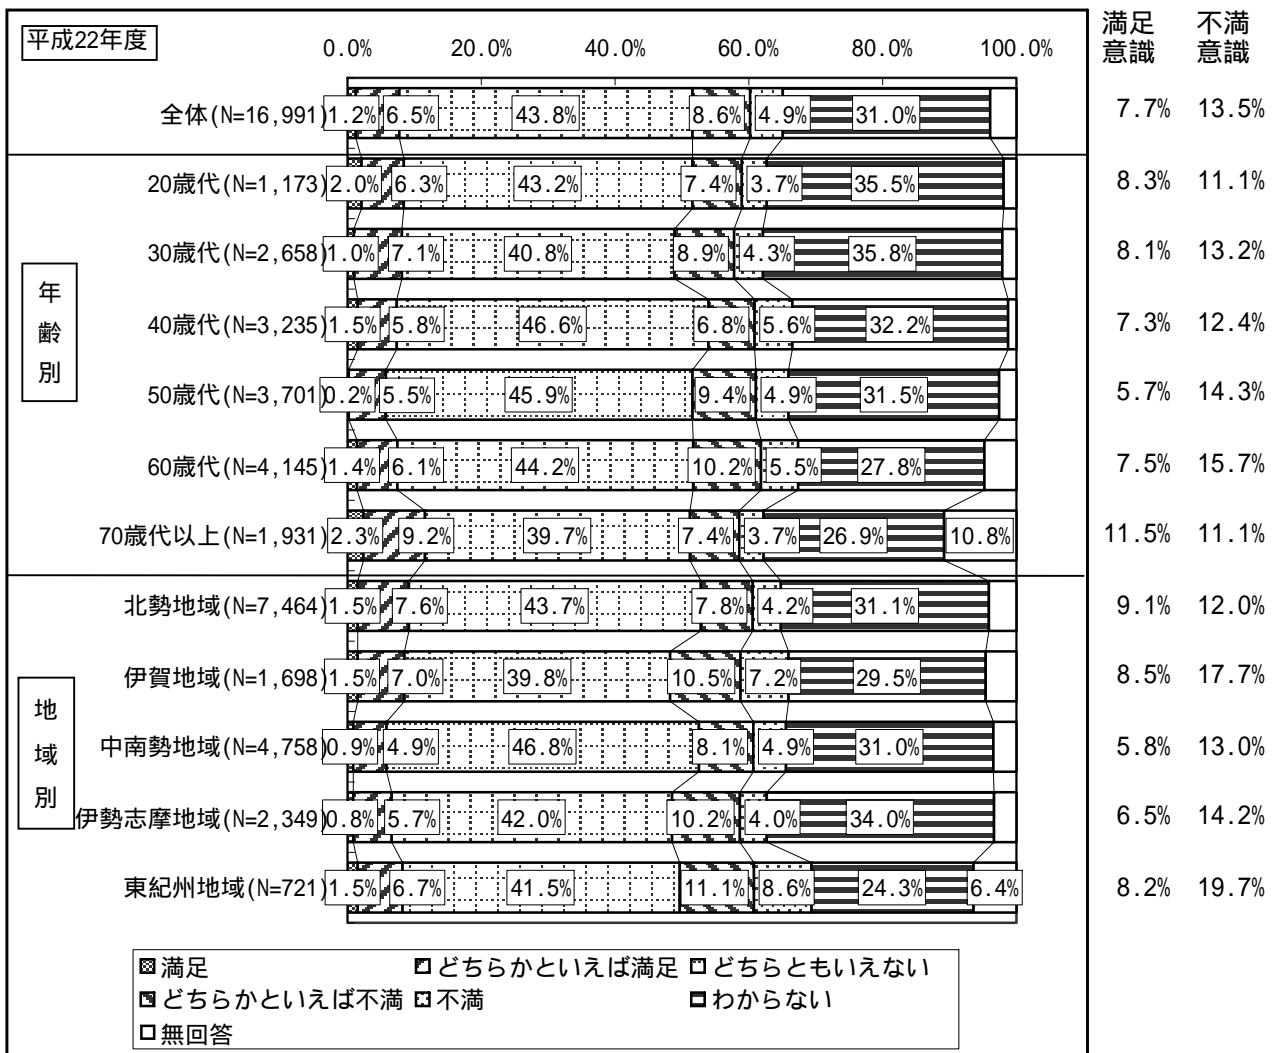 満足 不満
意識 意識
平成22年度
0.0% 20.0% 40.0% 60.0% 80.0% 100.0%
全体(N=16,991) 1.2% 6.5% 43.8% 8.6% 4.9% 31.0% 7.7% 13.5%
年齢別
20歳代(N=1,173) 2.0% 6.3% 43.2% 7.4% 3.7% 35.5% 8.3% 11.1%
30歳代(N=2,658) 1.0% 7.1% 40.8% 8.9% 4.3% 35.8% 8.1% 13.2%
40歳代(N=3,235) 1.5% 5.8% 46.6% 6.8% 5.6% 32.2% 7.3% 12.4%
50歳代(N=3,701) 0.2% 5.5% 45.9% 9.4% 4.9% 31.5% 5.7% 14.3%
60歳代(N=4,145) 1.4% 6.1% 44.2% 10.2% 5.5% 27.8% 7.5% 15.7%
70歳代以上(N=1,931) 2.3% 9.2% 39.7% 7.4% 3.7% 26.9% 10.8% 11.5% 11.1%
地域別
北勢地域(N=7,464) 1.5% 7.6% 43.7% 7.8% 4.2% 31.1% 9.1% 12.0%
伊賀地域(N=1,698) 1.5% 7.0% 39.8% 10.5% 7.2% 29.5% 8.5% 17.7%
中南勢地域(N=4,758) 0.9% 4.9% 46.8% 8.1% 4.9% 31.0% 5.8% 13.0%
伊勢志摩地域(N=2,349) 0.8% 5.7% 42.0% 10.2% 4.0% 34.0% 6.5% 14.2%
東紀州地域(N=721) 1.5% 6.7% 41.5% 11.1% 8.6% 24.3% 6.4% 8.2% 19.7%
満足 どちらかといえば満足 どちらともいえない
どちらかといえば不満 不満 わからない
無回答